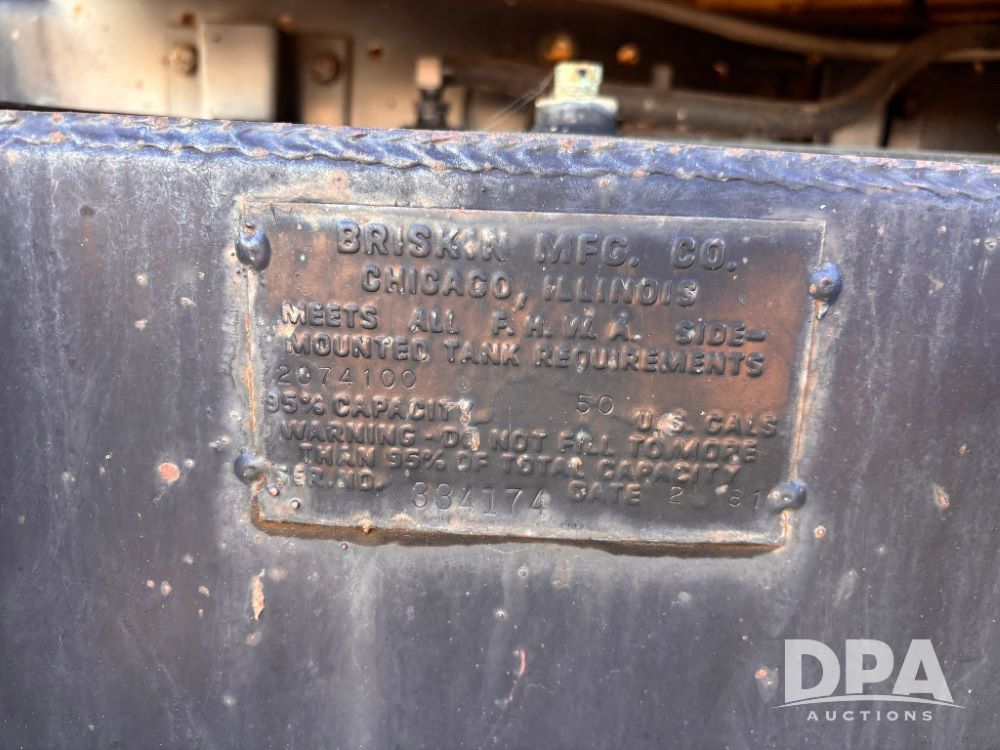 BRISKIN MFG. CO.
CHICAGO, ILLINOIS
MEETS ALL F.H.W.A. SIDE-
MOUNTED TANK REQUIREMENTS
2074100
95% CAPACITY 50 U.S. GALS
WARNING - DO NOT FILL TO MORE
THAN 95% OF TOTAL CAPACITY
SER. NO. 334174 DATE 2 81
DPA
AUCTIONS